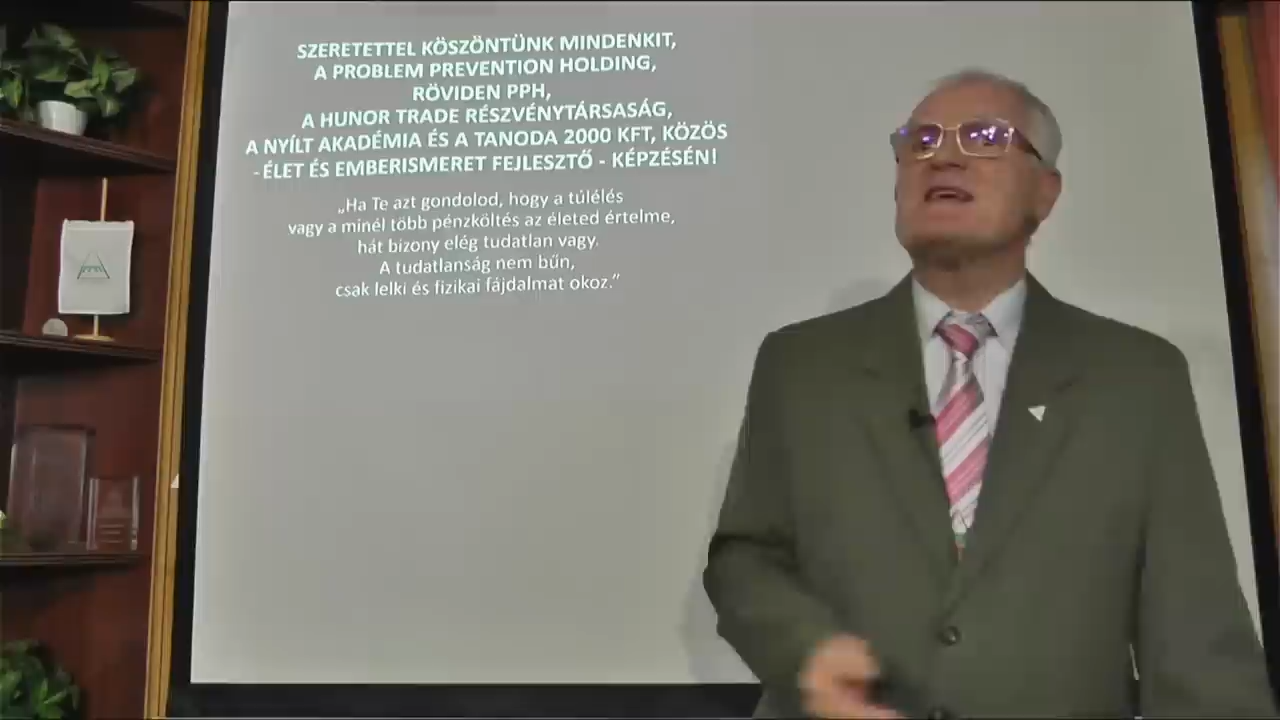 SZERETETTEL KÖSZÖNTÜNK MINDENKIT,
A PROBLEM PREVENTION HOLDING,
RÖVIDEN PPH,
A HUNOR TRADE RÉSZVÉNYTÁRSASÁG,
A NYÍLT AKADÉMIA ÉS A TANODA 2000 KFT, KÖZÖS
- ÉLET ÉS EMBERISMERET FEJLESZTŐ - KÉPZÉSÉN!
„Ha Te azt gondolod, hogy a túlélés
vagy a minél több pénzköltés az életed értelme,
hát bizony elég tudatlan vagy.
A tudatlanság nem bűn,
csak lelki és fizikai fájdalmat okoz.”